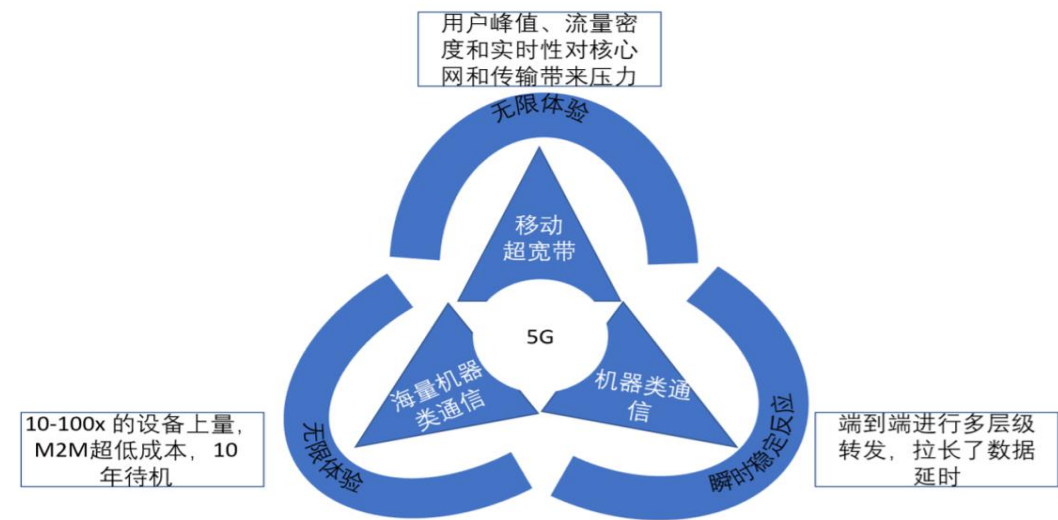 用户峰值、流量密
度和实时性对核心
网和传输带来压力
无限体验
移动
超宽带
5G
海量机器
类通信
机器类通
信
10-100x 的设备上量,
M2M超低成本, 10
年待机
无限体验
瞬时稳定反应
端到端进行多层级
转发, 拉长了数据
延时